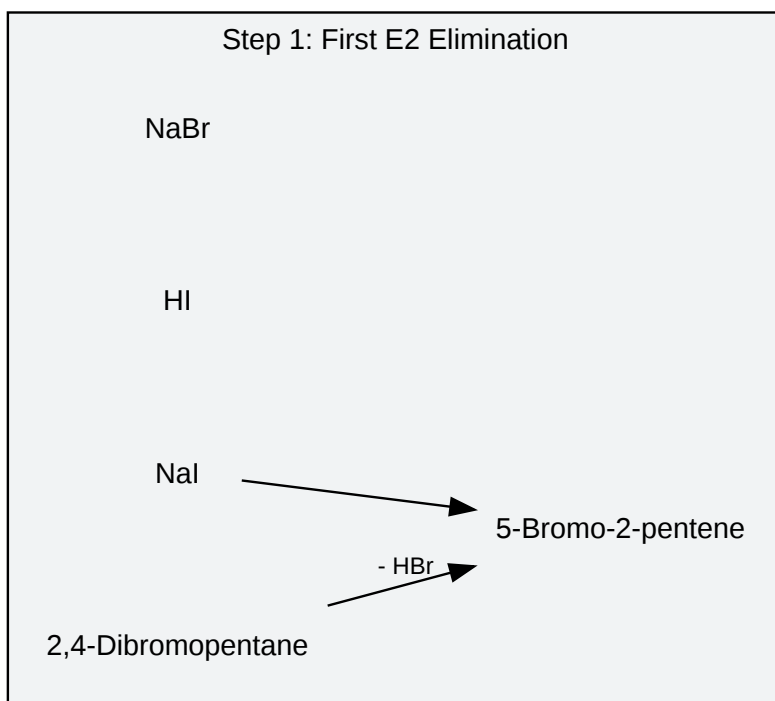 Step 1: First E2 Elimination
NaBr
HI
NaI
5-Bromo-2-pentene
- HBr
2,4-Dibromopentane